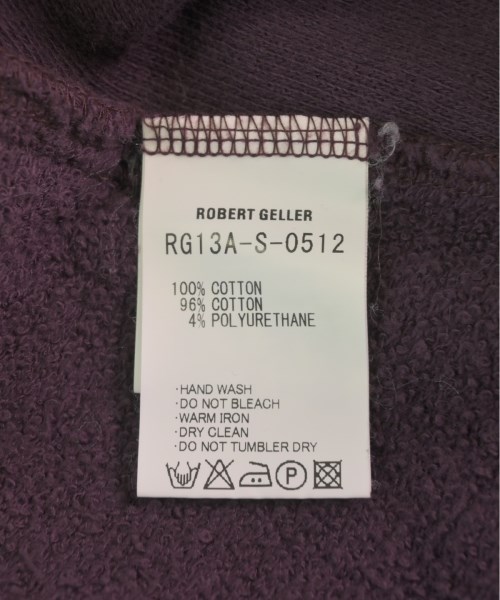 ROBERT GELLER
RG13A-S-0512
100% COTTON
96% COTTON
4% POLYURETHANE
·HAND WASH
·DO NOT BLEACH
·WARM IRON
·DRY CLEAN
·DO NOT TUMBLER DRY
P